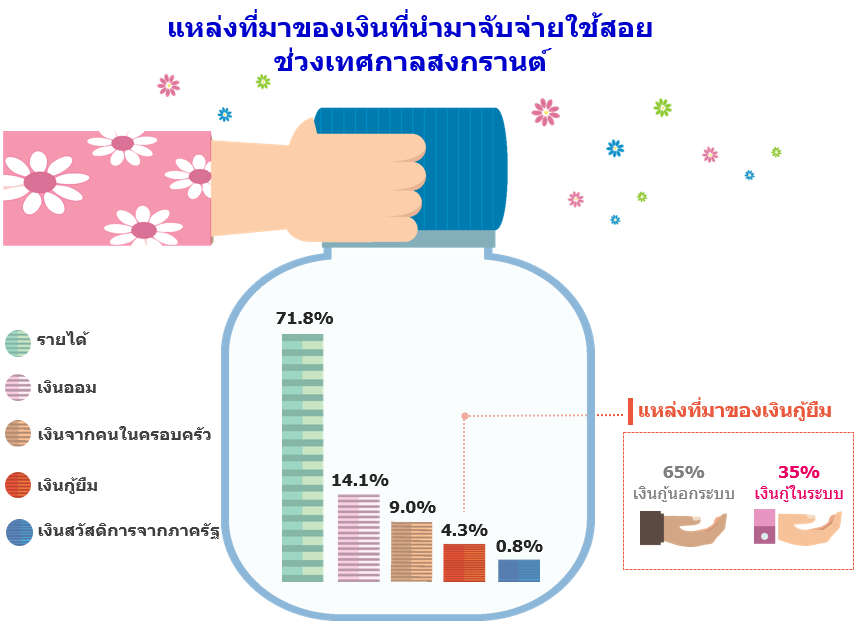 แหล่งที่มาของเงินที่นำมาจับจ่ายใช้สอย
ช่วงเทศกาลสงกรานต์
71.8%
รายได้
เงินออม
เงินจากคนในครอบครัว
เงินกู้ยืม
เงินสวัสดิการจากภาครัฐ
14.1%
9.0%
4.3%
0.8%
แหล่งที่มาของเงินกู้ยืม
65%
เงินกู้นอกระบบ
35%
เงินกู้ในระบบ